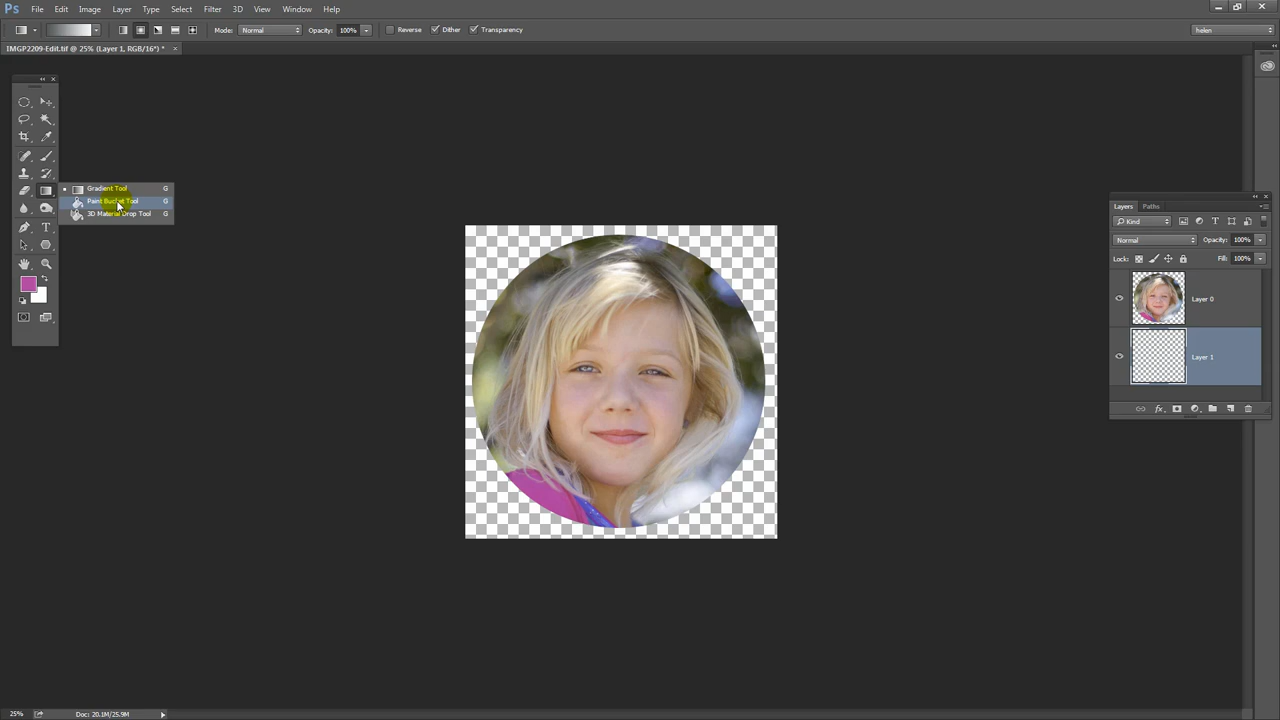 Ps File Edit Image Layer Type Select Filter 3D View Window Help
Mode: Normal Opacity: 100% Reverse Dither Transparency helen
IMGP2209-Edit.tif @ 25% (Layer 1, RGB/16*) * ×
Gradient Tool G
Paint Bucket Tool G
3D Material Drop Tool G
Layers Paths
Kind
Normal Opacity: 100%
Lock: Fill: 100%
Layer 0
Layer 1
25% Doc: 20.1M/25.9M